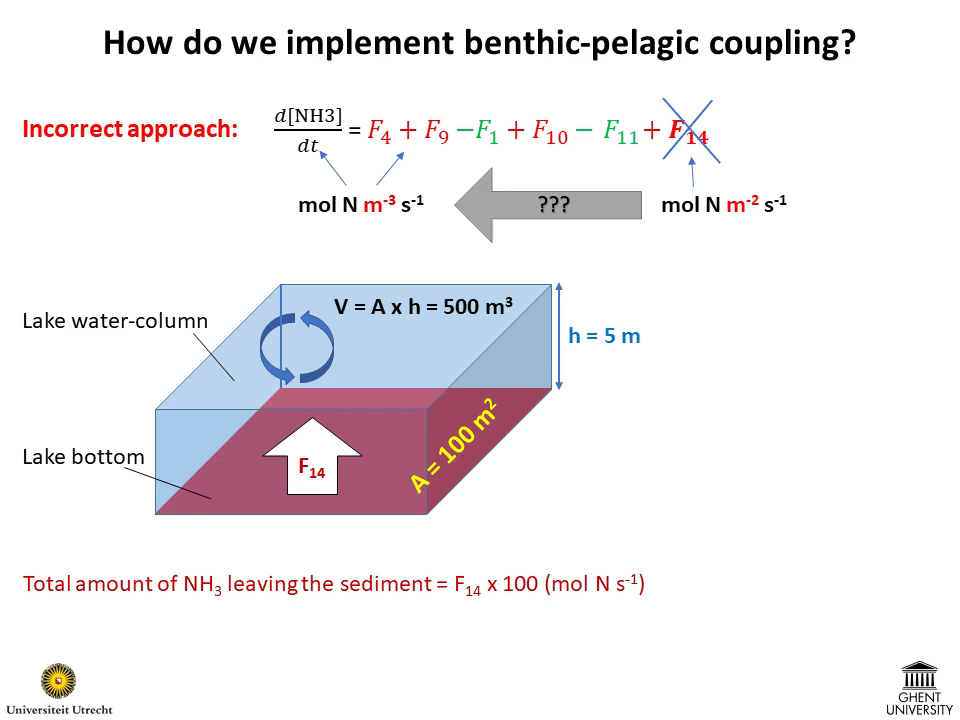 How do we implement benthic-pelagic coupling?
Incorrect approach: d[NH3]/dt = F₄ + F₉ −F₁ + F₁₀ − F₁₁ + F₁₄
mol N m⁻³ s⁻¹ ??? mol N m⁻² s⁻¹
V = A x h = 500 m³
Lake water-column
h = 5 m
A = 100 m²
Lake bottom
F₁₄
Total amount of NH₃ leaving the sediment = F₁₄ x 100 (mol N s⁻¹)
Universiteit Utrecht
GHENT
UNIVERSITY